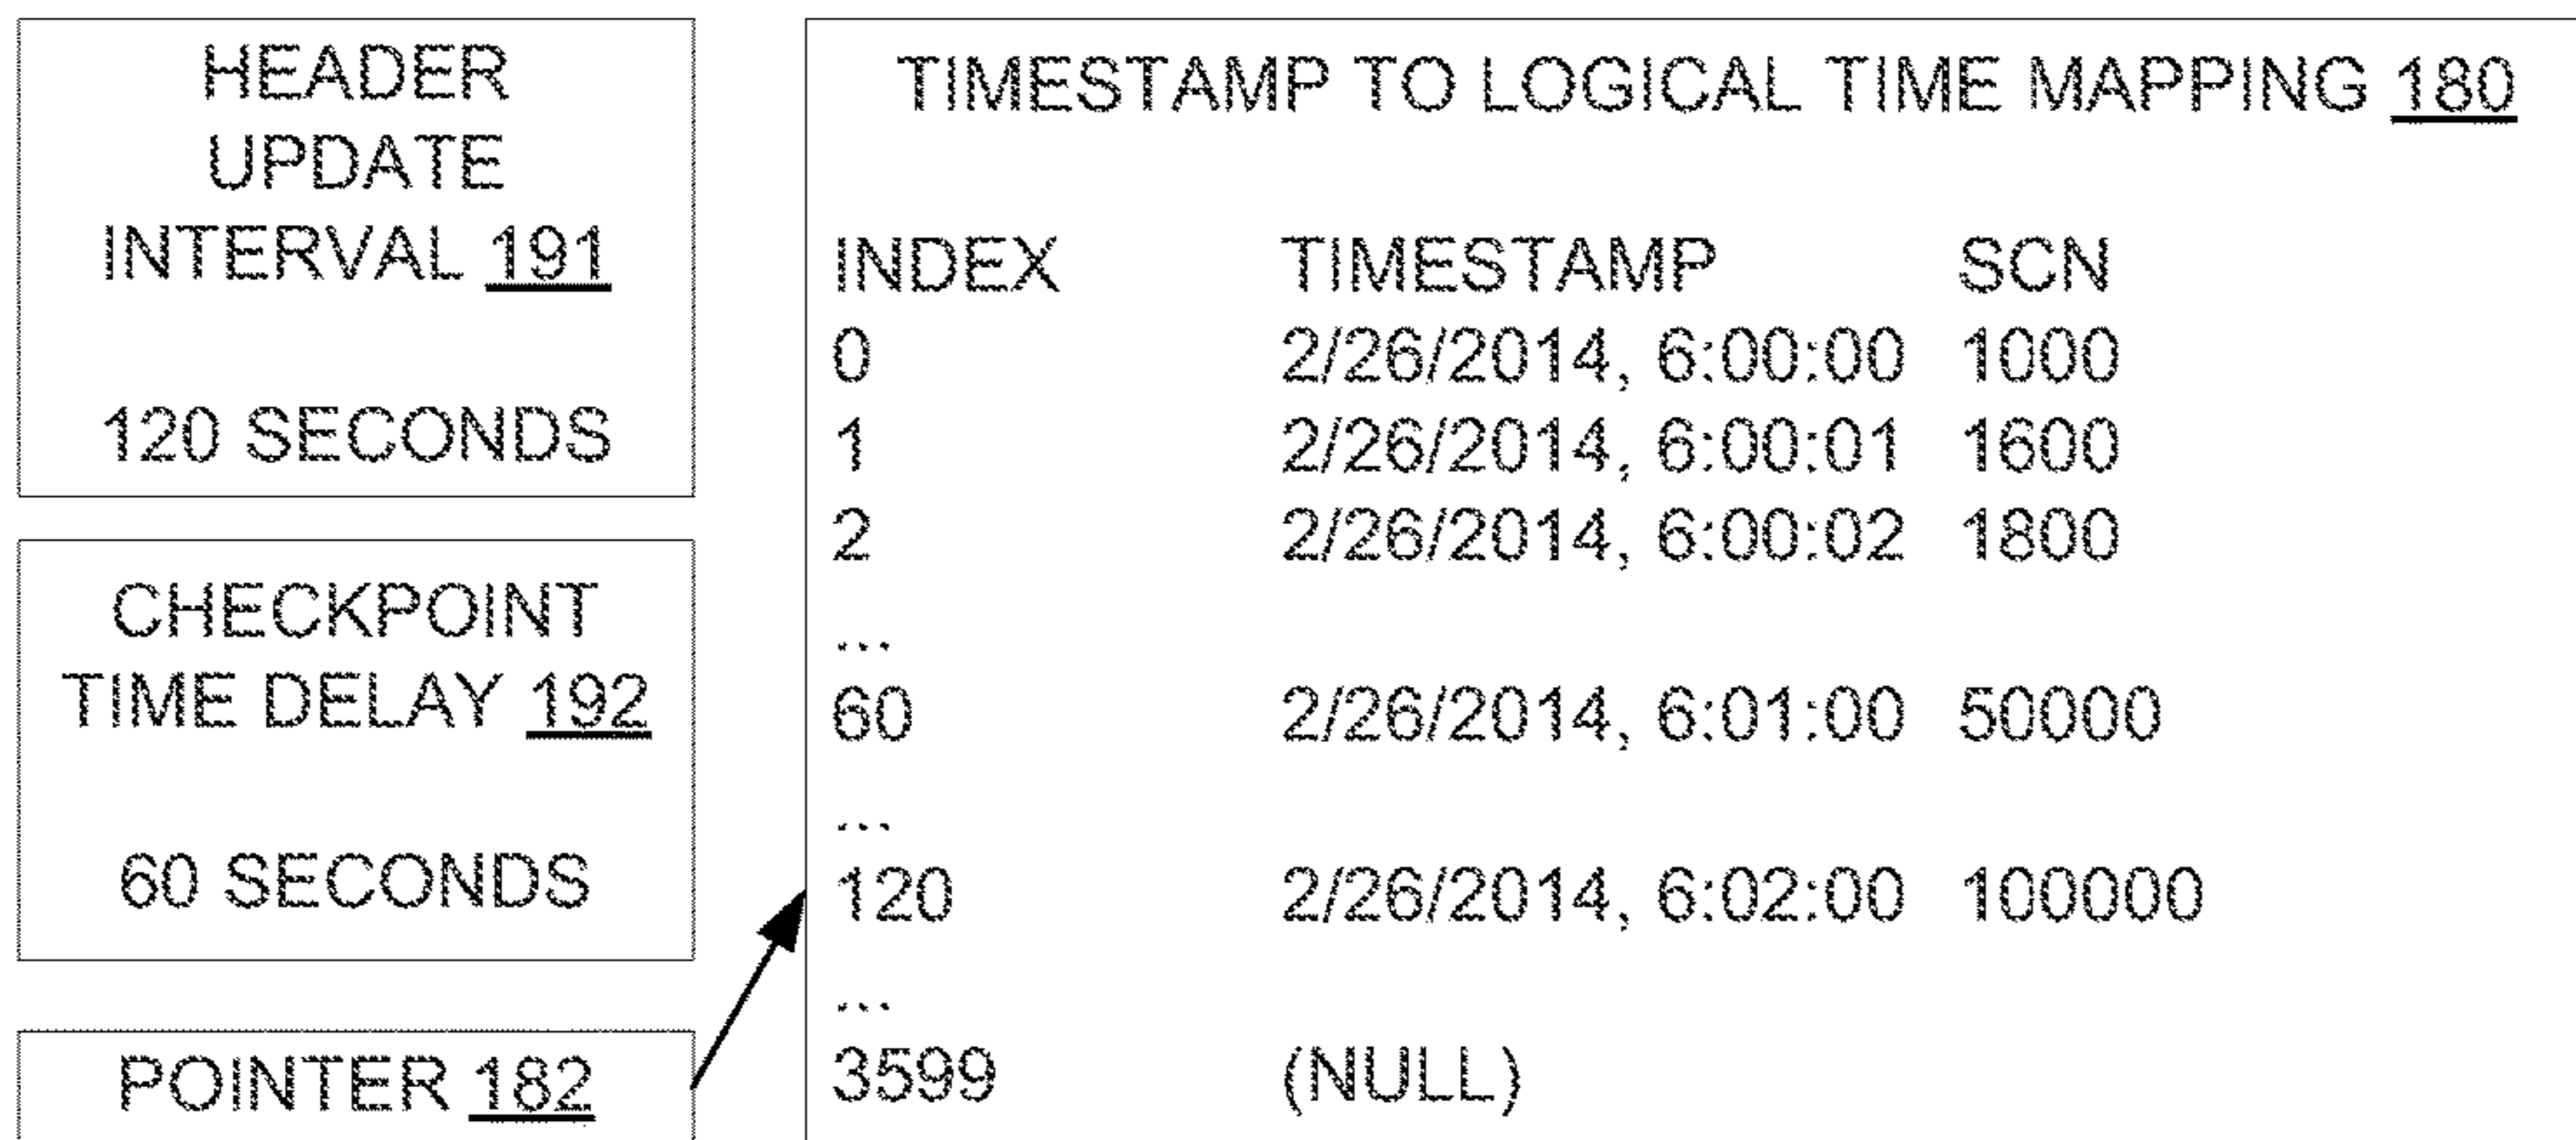 HEADER
UPDATE
INTERVAL 191
120 SECONDS
CHECKPOINT
TIME DELAY 192
60 SECONDS
POINTER 182
TIMESTAMP TO LOGICAL TIME MAPPING 180
INDEX TIMESTAMP SCN
0 2/26/2014, 6:00:00 1000
1 2/26/2014, 6:00:01 1600
2 2/26/2014, 6:00:02 1800
...
60 2/26/2014, 6:01:00 50000
...
120 2/26/2014, 6:02:00 100000
...
3599 (NULL)